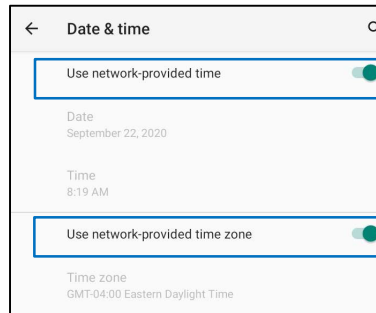 Date & time
Use network-provided time
Date
September 22, 2020
Time
8:19 AM
Use network-provided time zone
Time zone
GMT-04:00 Eastern Daylight Time